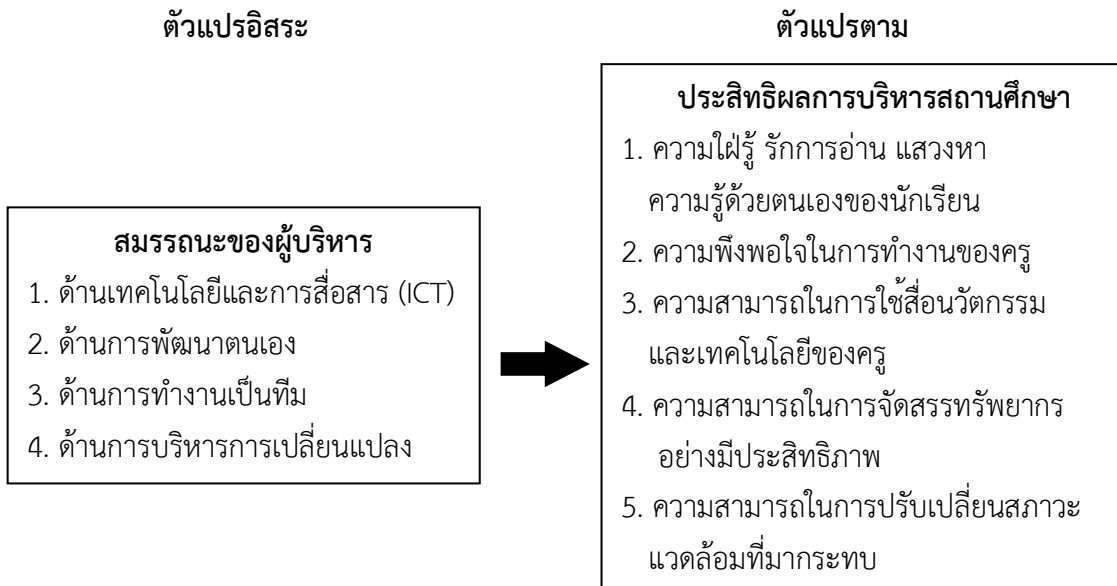 ตัวแปรอิสระ
ตัวแปรตาม
สมรรถนะของผู้บริหาร
1. ด้านเทคโนโลยีและการสื่อสาร (ICT)
2. ด้านการพัฒนาตนเอง
3. ด้านการทำงานเป็นทีม
4. ด้านการบริหารการเปลี่ยนแปลง
ประสิทธิผลการบริหารสถานศึกษา
1. ความใฝ่รู้ รักการอ่าน แสวงหา
ความรู้ด้วยตนเองของนักเรียน
2. ความพึงพอใจในการทำงานของครู
3. ความสามารถในการใช้สื่อนวัตกรรม
และเทคโนโลยีของครู
4. ความสามารถในการจัดสรรทรัพยากร
อย่างมีประสิทธิภาพ
5. ความสามารถในการปรับเปลี่ยนสภาวะ
แวดล้อมที่มากระทบ